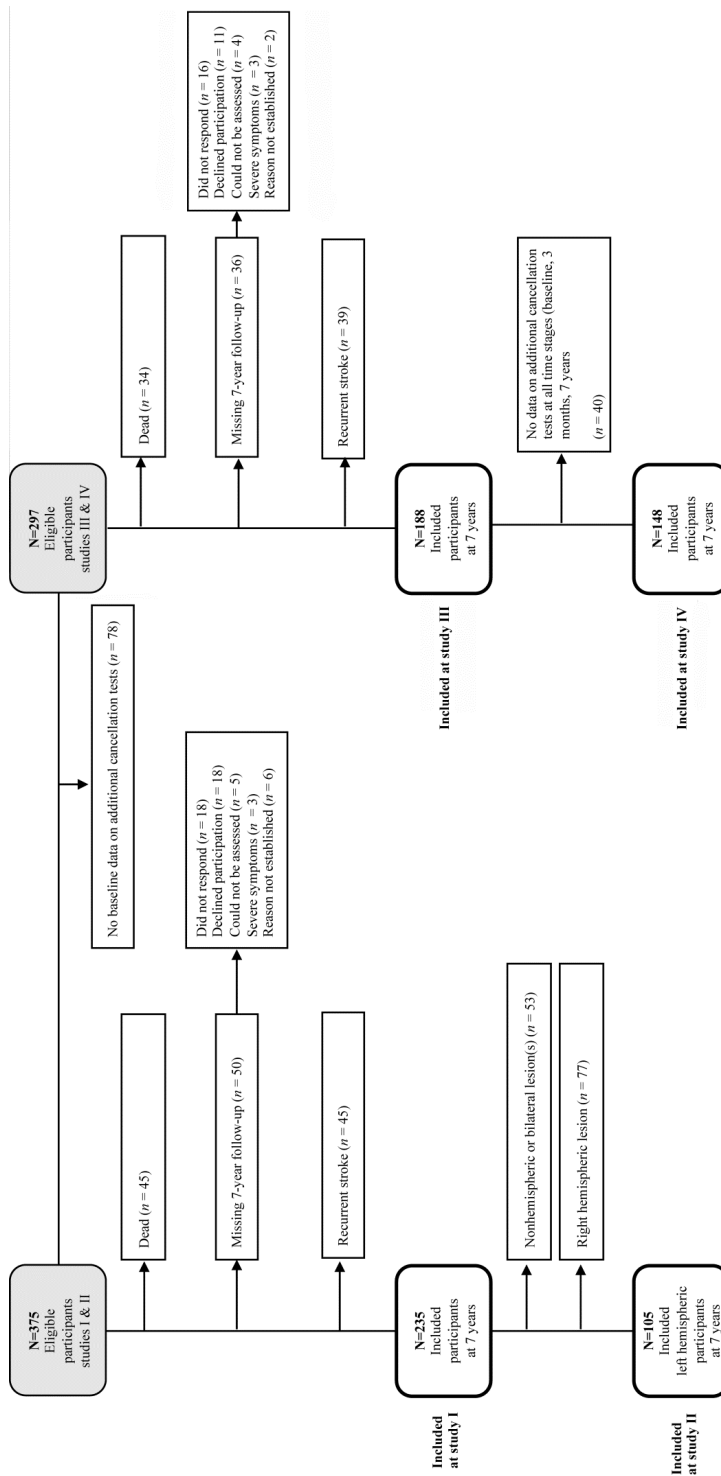 N=375
Eligible
participants
studies I & II
Dead (n = 45)
Missing 7-year follow-up (n = 50)
Did not respond (n = 18)
Declined participation (n = 18)
Could not be assessed (n = 5)
Severe symptoms (n = 3)
Reason not established (n = 6)
Recurrent stroke (n = 45)
Included
at study I
N=235
Included
participants
at 7 years
Nonhemispheric or bilateral lesion(s) (n = 53)
Right hemispheric lesion (n = 77)
Included
at study II
N=105
Included
left hemispheric
participants
at 7 years
No baseline data on additional cancellation tests (n = 78)
N=297
Eligible
participants
studies III & IV
Dead (n = 34)
Missing 7-year follow-up (n = 36)
Did not respond (n = 16)
Declined participation (n = 11)
Could not be assessed (n = 4)
Severe symptoms (n = 3)
Reason not established (n = 2)
Recurrent stroke (n = 39)
Included at study III
N=188
Included
participants
at 7 years
No data on additional cancellation
tests at all time stages (baseline, 3
months, 7 years
(n = 40)
Included at study IV
N=148
Included
participants
at 7 years